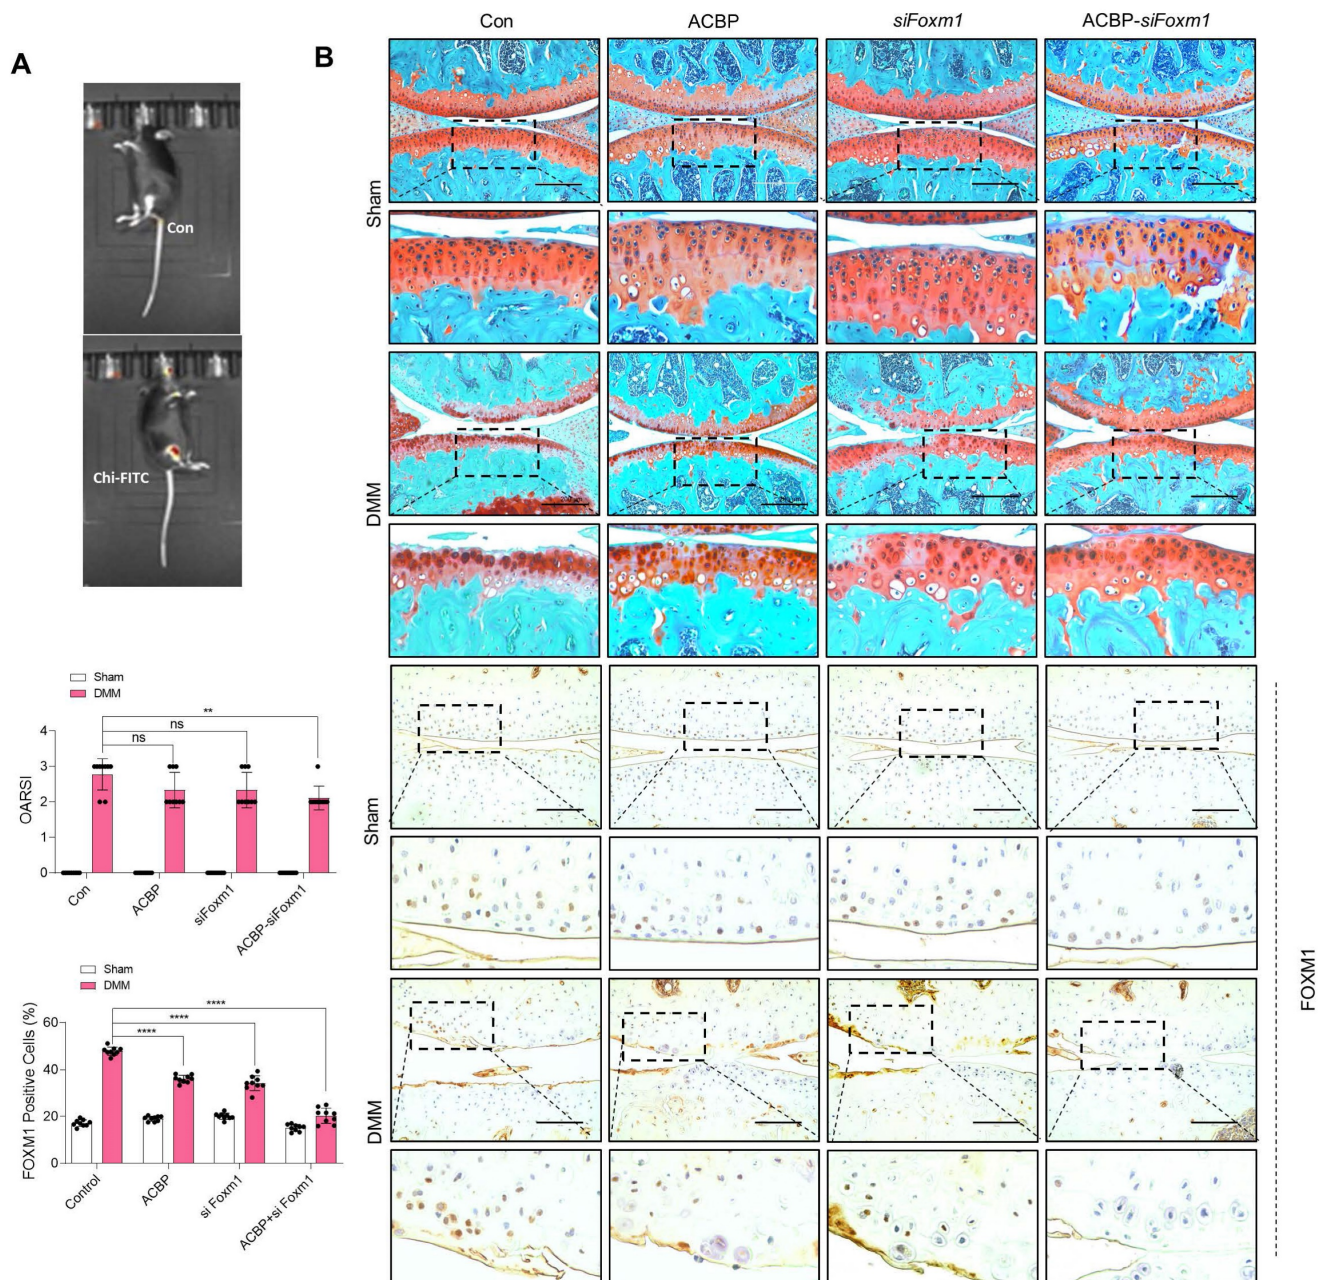 A
Con
Chi-FITC
B
Con
ACBP
siFoxm1
ACBP-siFoxm1
Sham
DMM
Sham
DMM
FOXM1
Sham
DMM
**
ns
ns
OARSI
4
3
2
1
0
Con
ACBP
siFoxm1
ACBP-siFoxm1
Sham
DMM
****
****
****
FOXM1 Positive Cells (%)
60
40
20
0
Control
ACBP
si Foxm1
ACBP+si Foxm1